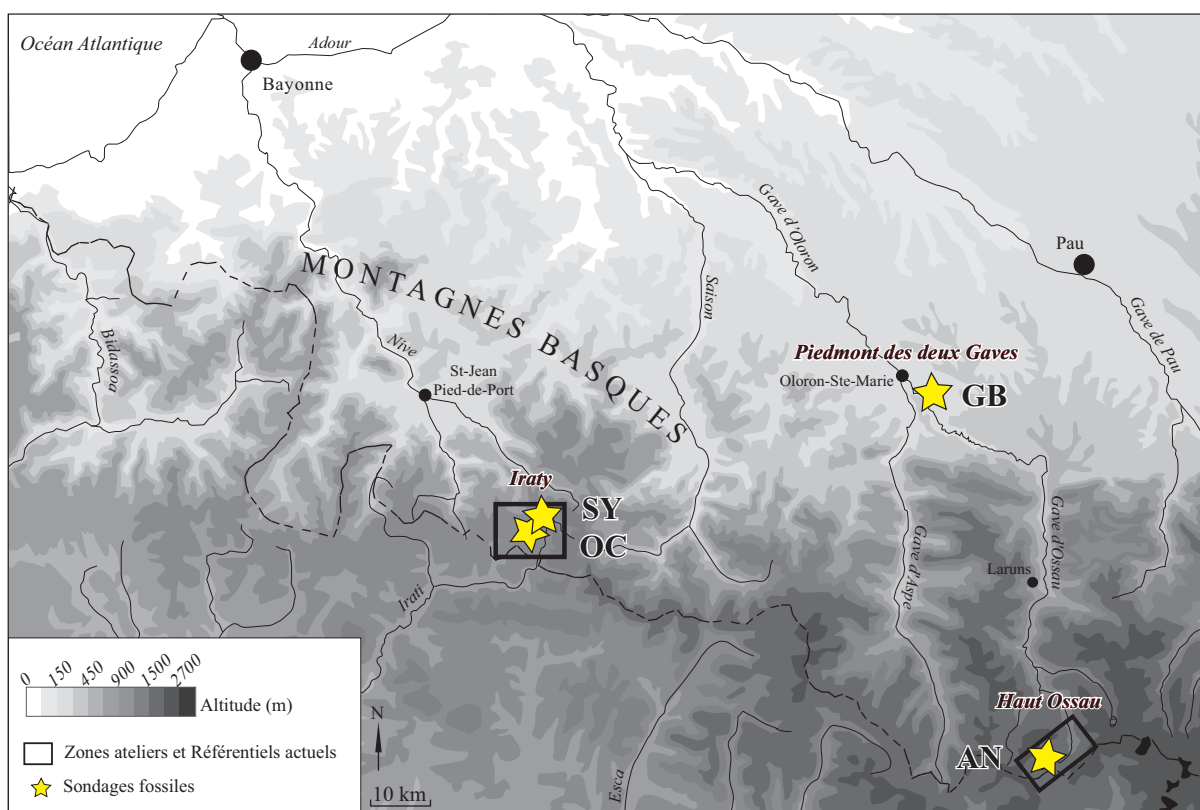 Océan Atlantique
Adour
Bayonne
Gave d'Oloron
Pau
MONTAGNES BASQUES
Saison
Gave de Pau
Bidassoa
Nive
St-Jean
Pied-de-Port
Piedmont des deux Gaves
Oloron-Ste-Marie
GB
Iraty
SY
OC
Gave d'Aspe
Gave d'Ossau
Laruns
Irati
Haut Ossau
AN
Esca
0 150 450 900 1500 2700
Altitude (m)
N
Zones ateliers et Référentiels actuels
Sondages fossiles
10 km